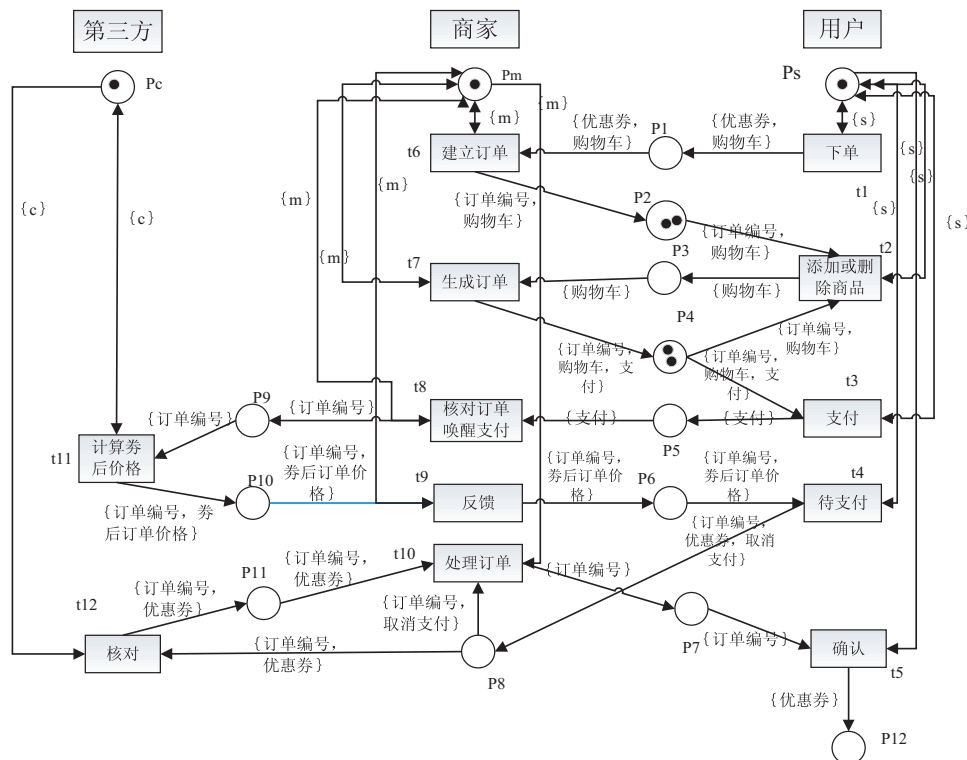 第三方
商家
用户
Pc
Pm
Ps
{m}
{m}
{s}
{优惠券,
购物车}
P1
{优惠券,
购物车}
t6
建立订单
下单
{s}
{s}
t1
{c}
{c}
{m}
{m}
{订单编号,
购物车}
P2
{s}
{s}
{订单编号,
购物车}
t2
{m}
t7
生成订单
P3
{购物车}
{购物车}
添加或删
除商品
P4
{订单编号,
购物车}
{订单编号,
购物车,支
付}
{订单编号,
购物车,支
付}
t8
t3
P9
{订单编号}
{订单编号}
核对订单
唤醒支付
{支付}
{支付}
支付
P5
t11
计算券
后价格
{订单编号,
劵后订单价
格}
P10
t9
反馈
{订单编号,
劵后订单价
格}
P6
{订单编号,
劵后订单价
格}
t4
待支付
{订单编号,劵
后订单价格}
{订单编号,
优惠券,取消
支付}
t10
处理订单
{订单编号}
P11
{订单编号,
优惠券}
{订单编号,
优惠券}
t12
{订单编号,
取消支付}
P7
{订单编号}
核对
{订单编号,
优惠券}
P8
确认
t5
{优惠券}
P12